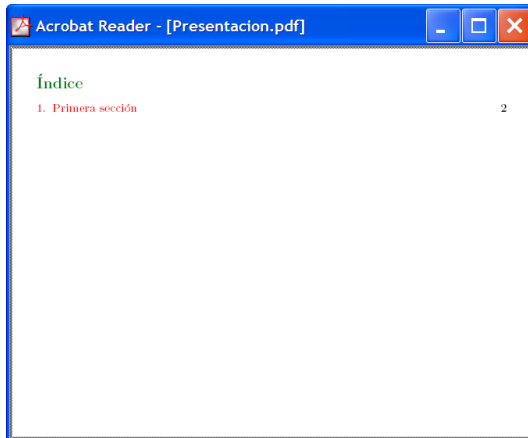 Acrobat Reader - [Presentacion.pdf]
Índice
1. Primera sección 2